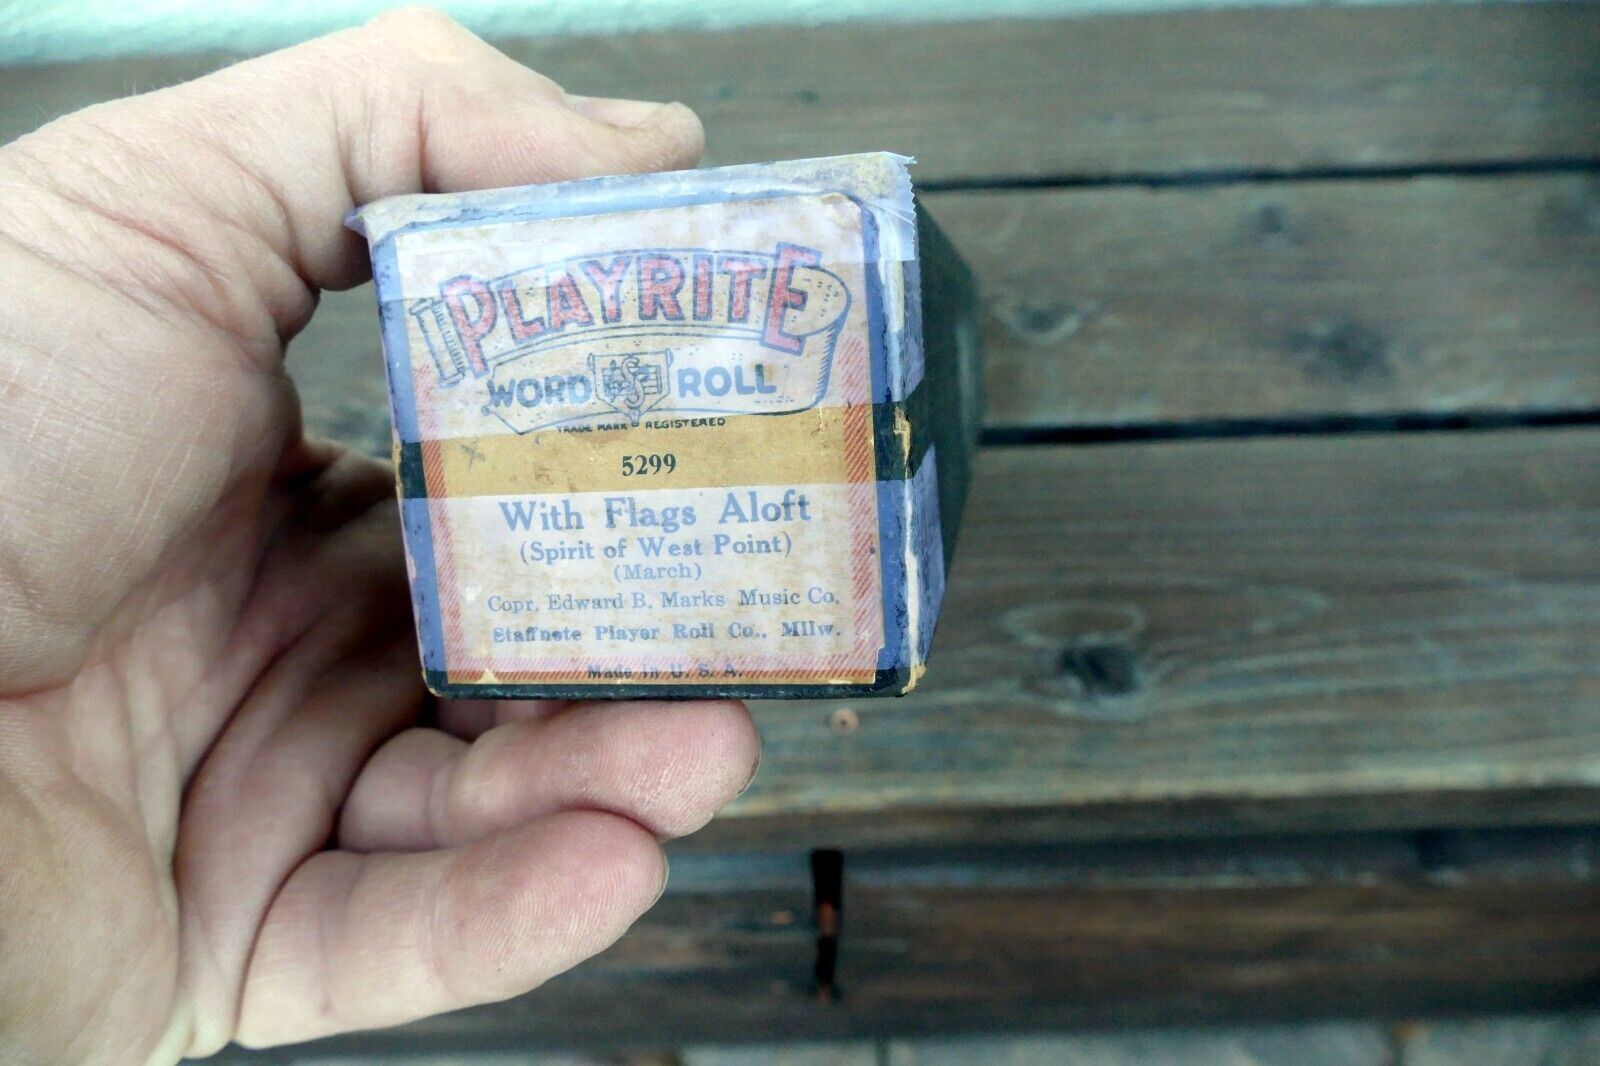 PLAYRITE
WORD ROLL
TRADE MARK REGISTERED
5299
With Flags Aloft
(Spirit of West Point)
(March)
Copr. Edward B. Marks Music Co.
Staffnote Player Roll Co., Milw.
Made in U. S. A.